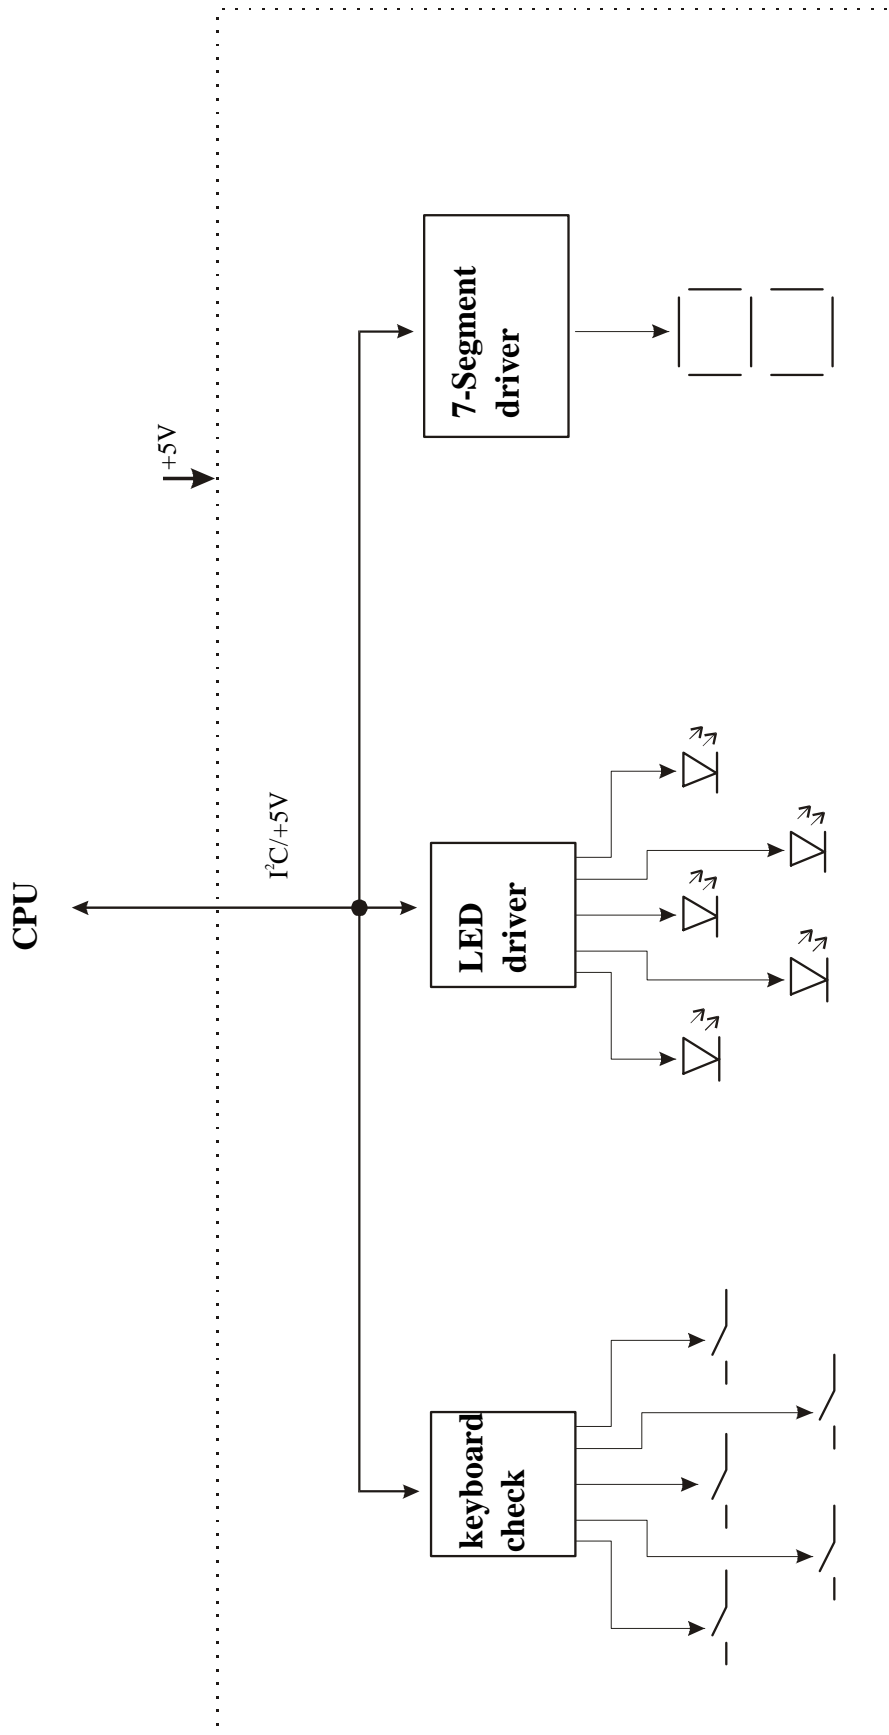 CPU
+5V
I²C/+5V
keyboard
check
LED
driver
7-Segment
driver